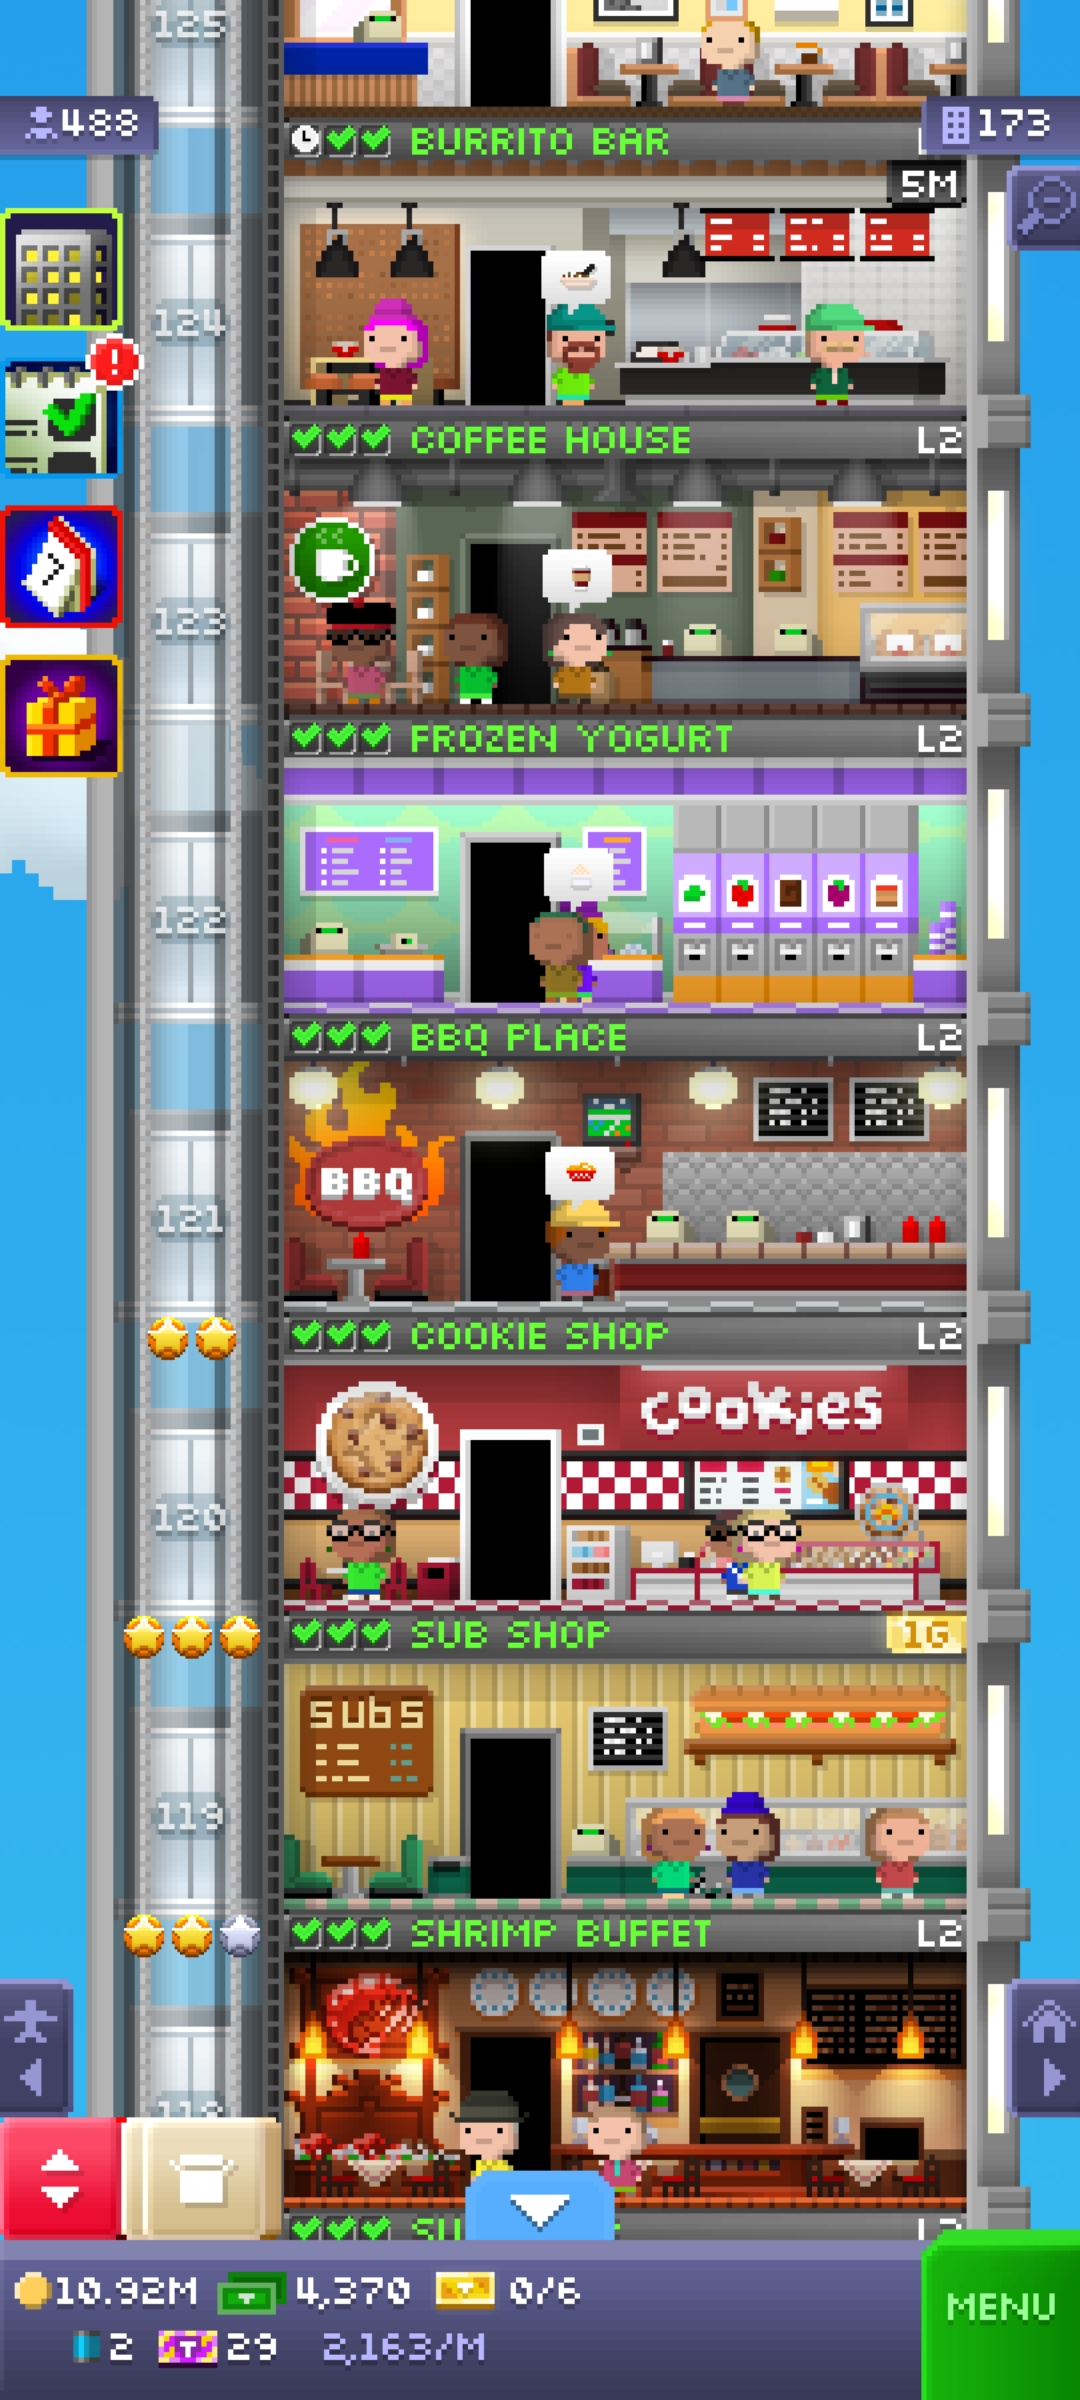 125
488
173
BURRITO BAR
5M
124
COFFEE HOUSE L2
123
FROZEN YOGURT L2
122
BBQ PLACE L2
BBQ
121
COOKIE SHOP L2
cookies
120
SUB SHOP 1G
subs
119
SHRIMP BUFFET L2
118
10.92M 4,370 0/6
2 29 2,163/M
MENU